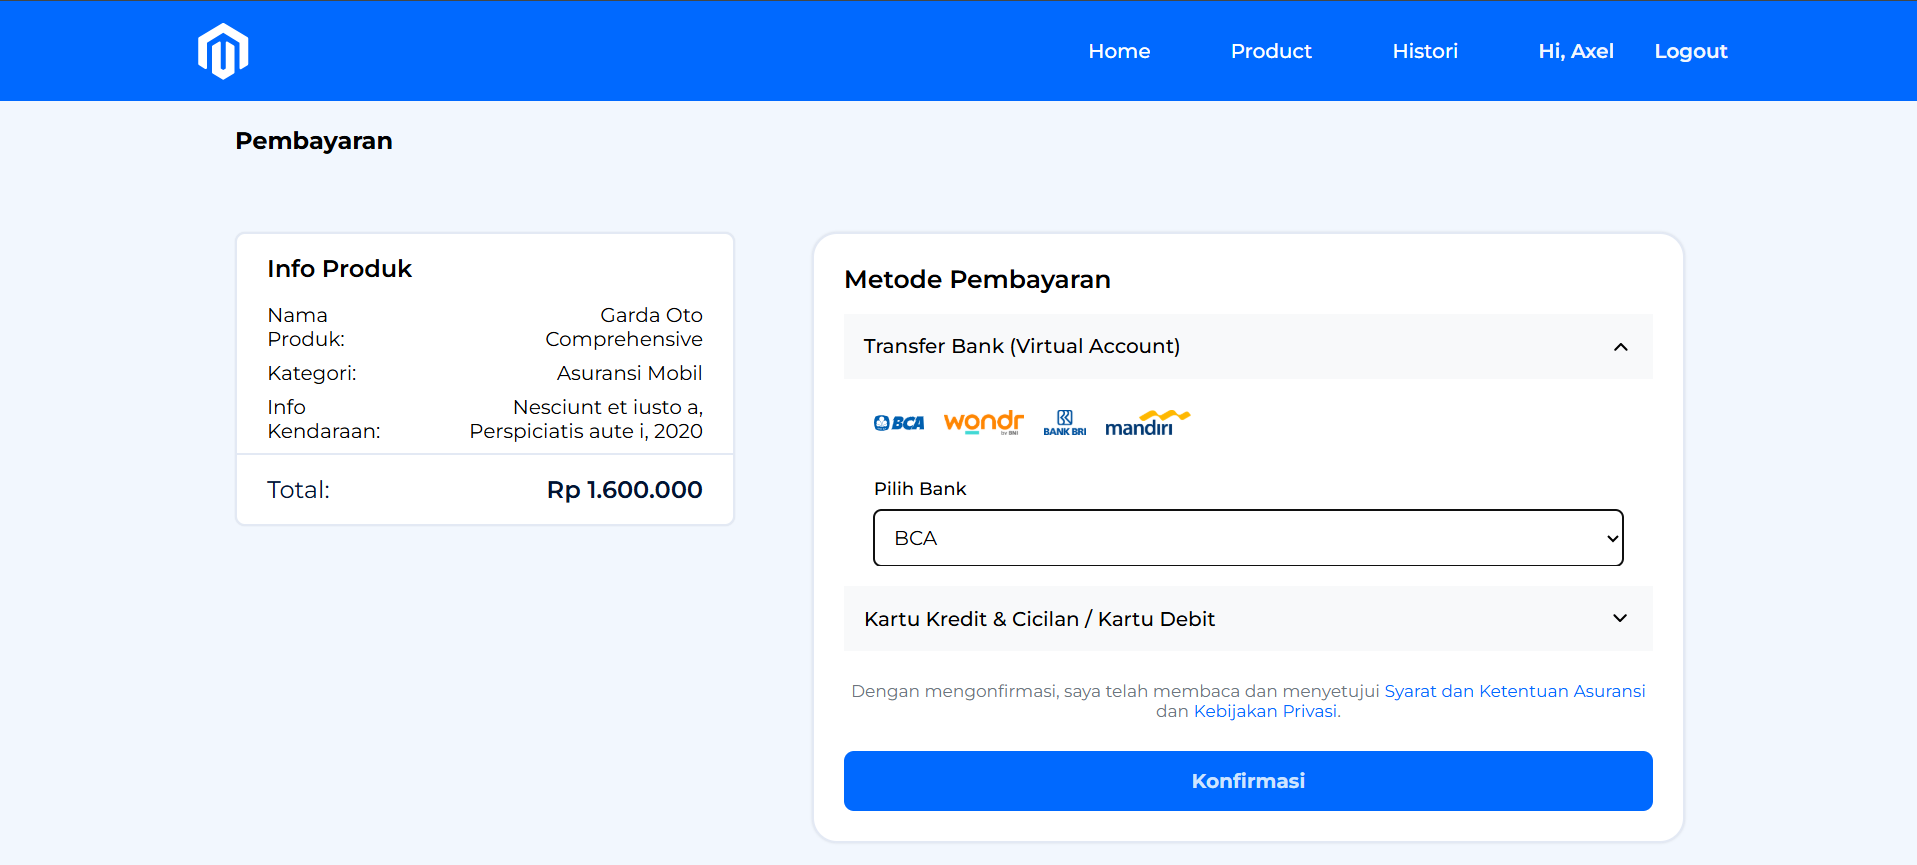 Home Product Histori Hi, Axel Logout
Pembayaran
Info Produk
Nama Produk: Garda Oto Comprehensive
Kategori: Asuransi Mobil
Info Kendaraan: Nesciunt et iusto a, Perspiciatis aute i, 2020
Total: Rp 1.600.000
Metode Pembayaran
Transfer Bank (Virtual Account)
BCA wondr by BNI BANK BRI mandiri
Pilih Bank
BCA
Kartu Kredit & Cicilan / Kartu Debit
Dengan mengonfirmasi, saya telah membaca dan menyetujui Syarat dan Ketentuan Asuransi
dan Kebijakan Privasi.
Konfirmasi